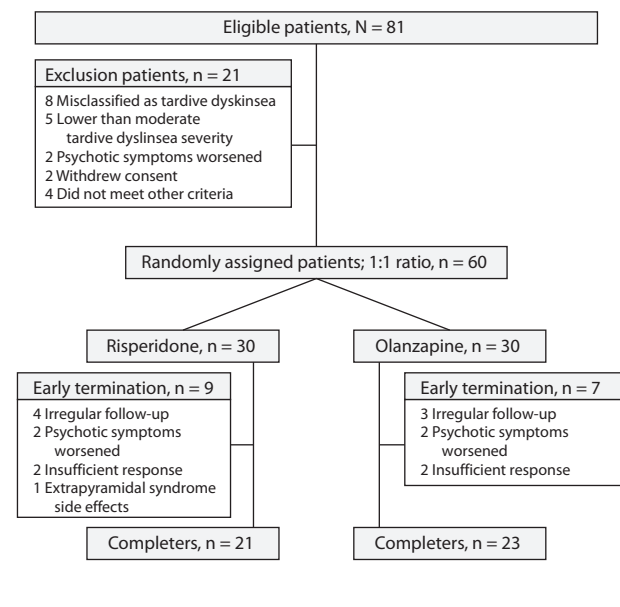 Eligible patients, N = 81
Exclusion patients, n = 21
8 Misclassified as tardive dyskinsea
5 Lower than moderate
tardive dyslinsea severity
2 Psychotic symptoms worsened
2 Withdrew consent
4 Did not meet other criteria
Randomly assigned patients; 1:1 ratio, n = 60
Risperidone, n = 30
Olanzapine, n = 30
Early termination, n = 9
4 Irregular follow-up
2 Psychotic symptoms
worsened
2 Insufficient response
1 Extrapyramidal syndrome
side effects
Early termination, n = 7
3 Irregular follow-up
2 Psychotic symptoms
worsened
2 Insufficient response
Completers, n = 21
Completers, n = 23